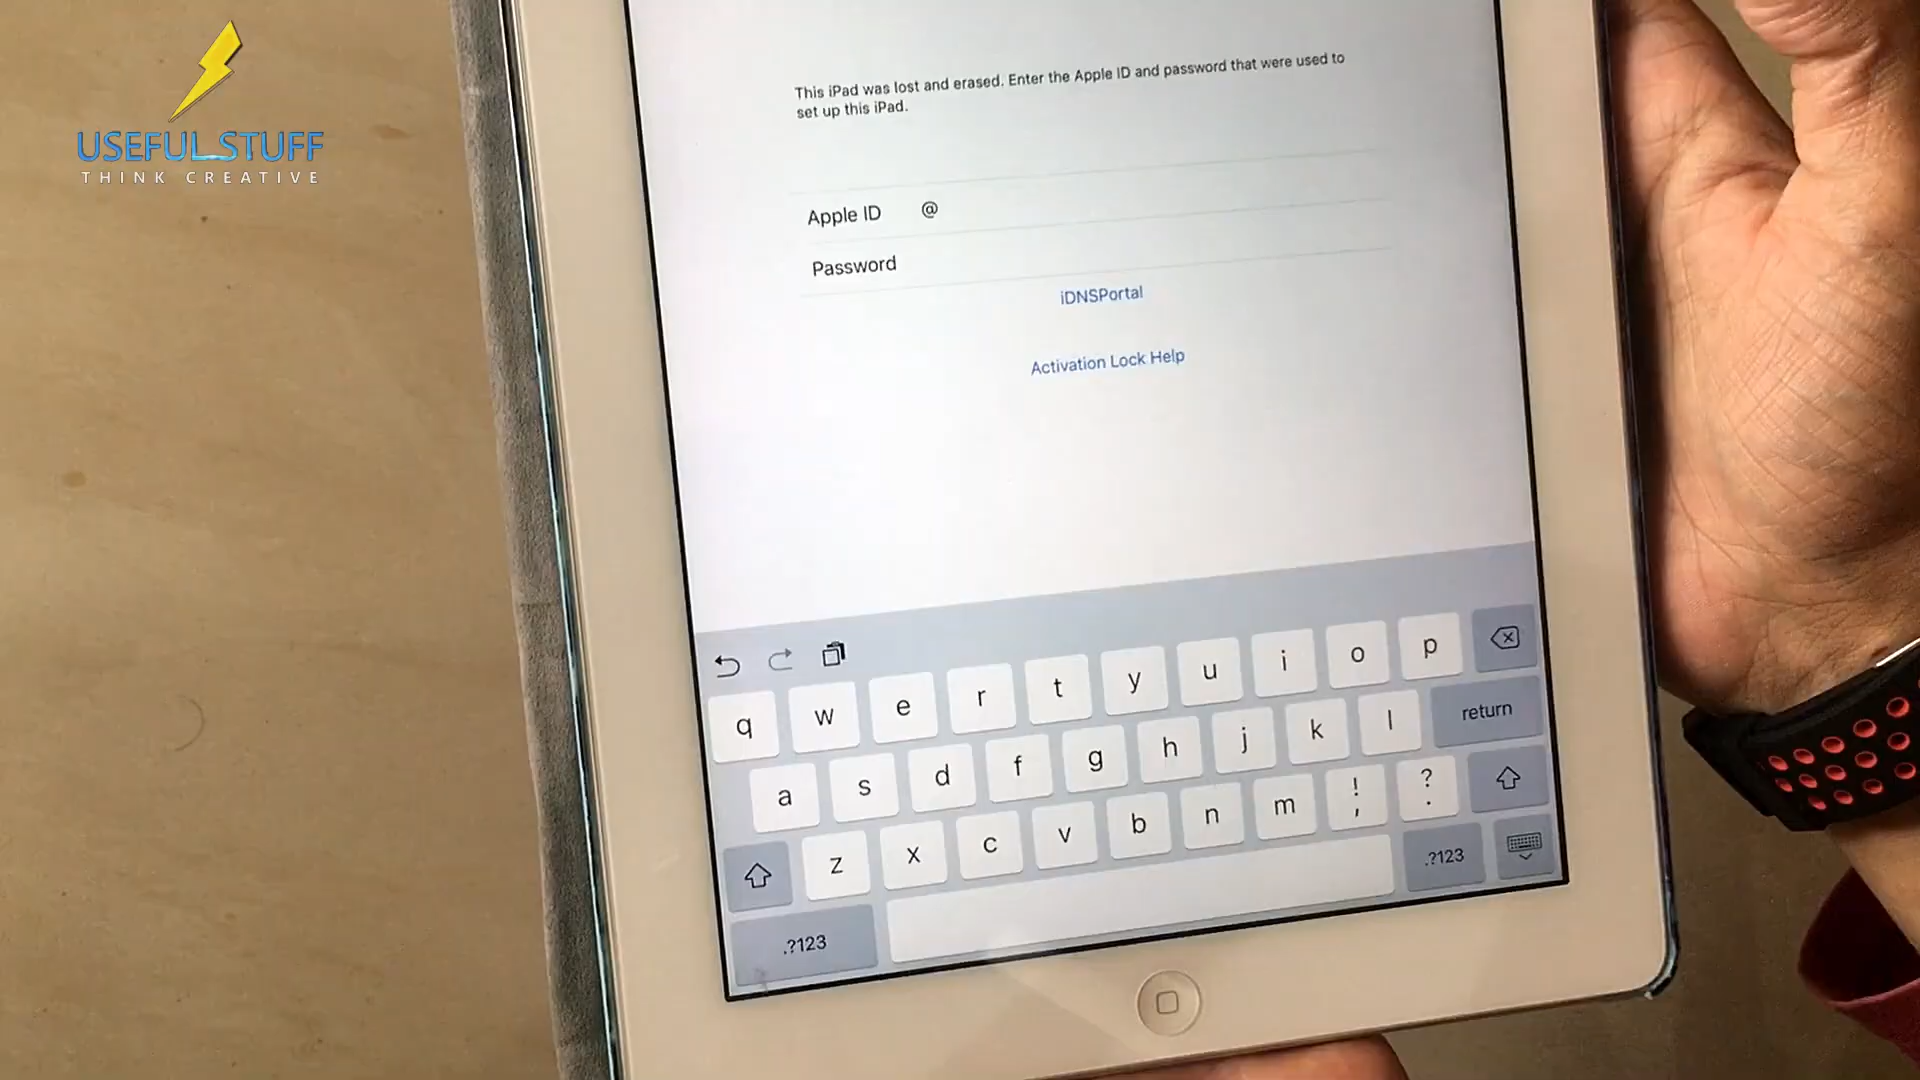 USEFUL STUFF
THINK CREATIVE
This iPad was lost and erased. Enter the Apple ID and password that were used to
set up this iPad.
Apple ID @
Password
iDNSPortal
Activation Lock Help
q w e r t y u i o p
a s d f g h j k l return
z x c v b n m ! , ? .
.?123 .?123